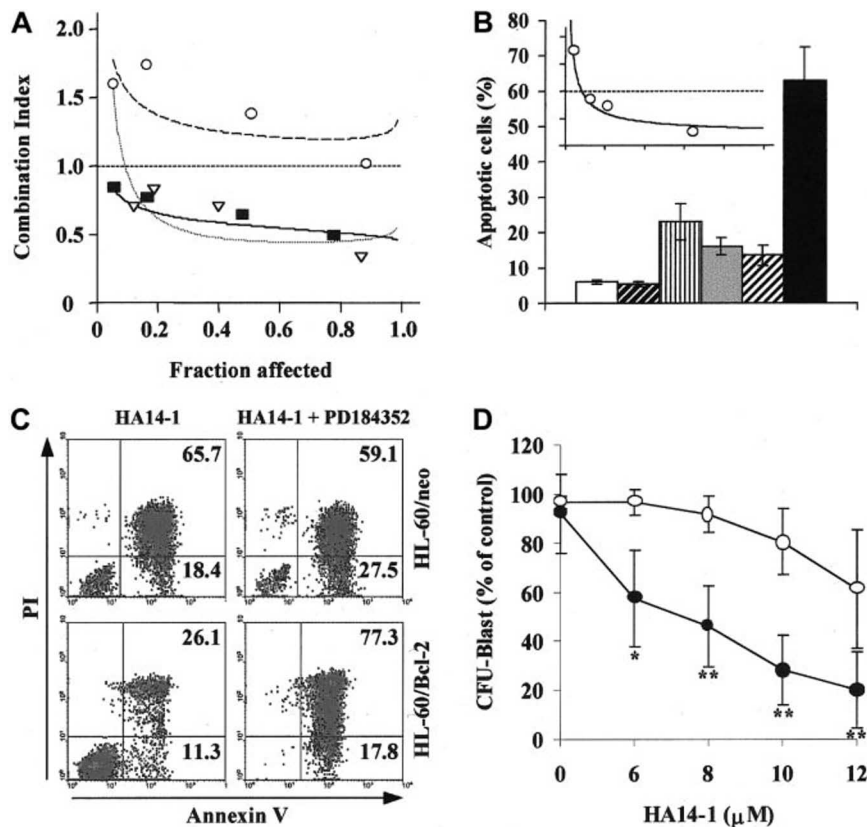 A
2.0
1.5
1.0
0.5
0
Combination Index
0 0.2 0.4 0.6 0.8 1.0
Fraction affected
B
80
70
60
50
40
30
20
10
0
Apoptotic cells (%)
C
HA14-1 HA14-1 + PD184352
65.7 59.1
18.4 27.5
HL-60/neo
26.1 77.3
11.3 17.8
HL-60/Bcl-2
PI
Annexin V
D
120
100
80
60
40
20
0
CFU-Blast (% of control)
* ** ** **
0 6 8 10 12
HA14-1 (μM)